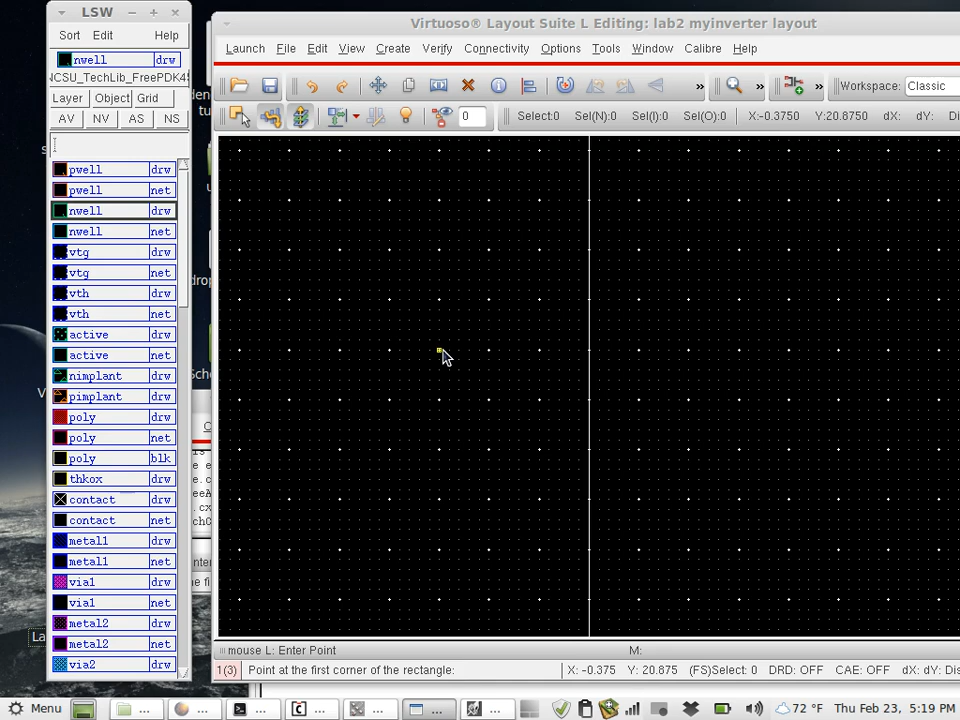 LSW
Sort Edit Help
nwell drw
NCSU_TechLib_FreePDK45
Layer Object Grid
AV NV AS NS
pwell drw
pwell net
nwell drw
nwell net
vtg drw
vtg net
vth drw
vth net
active drw
active net
nimplant drw
pimplant drw
poly drw
poly net
poly blk
thkox drw
contact drw
contact net
metal1 drw
metal1 net
via1 drw
via1 net
metal2 drw
metal2 net
via2 drw
Virtuoso® Layout Suite L Editing: lab2 myinverter layout
Launch File Edit View Create Verify Connectivity Options Tools Window Calibre Help
» » » Workspace: Classic
0 Select:0 Sel(N):0 Sel(I):0 Sel(O):0 X:-0.3750 Y:20.8750 dX: dY: Di
mouse L: Enter Point M:
1(3) Point at the first corner of the rectangle: X: -0.375 Y: 20.875 (FS)Select: 0 DRD: OFF CAE: OFF dX: dY: Dis
Menu ... ... ... ... ... ... ... 72 °F Thu Feb 23, 5:19 PM